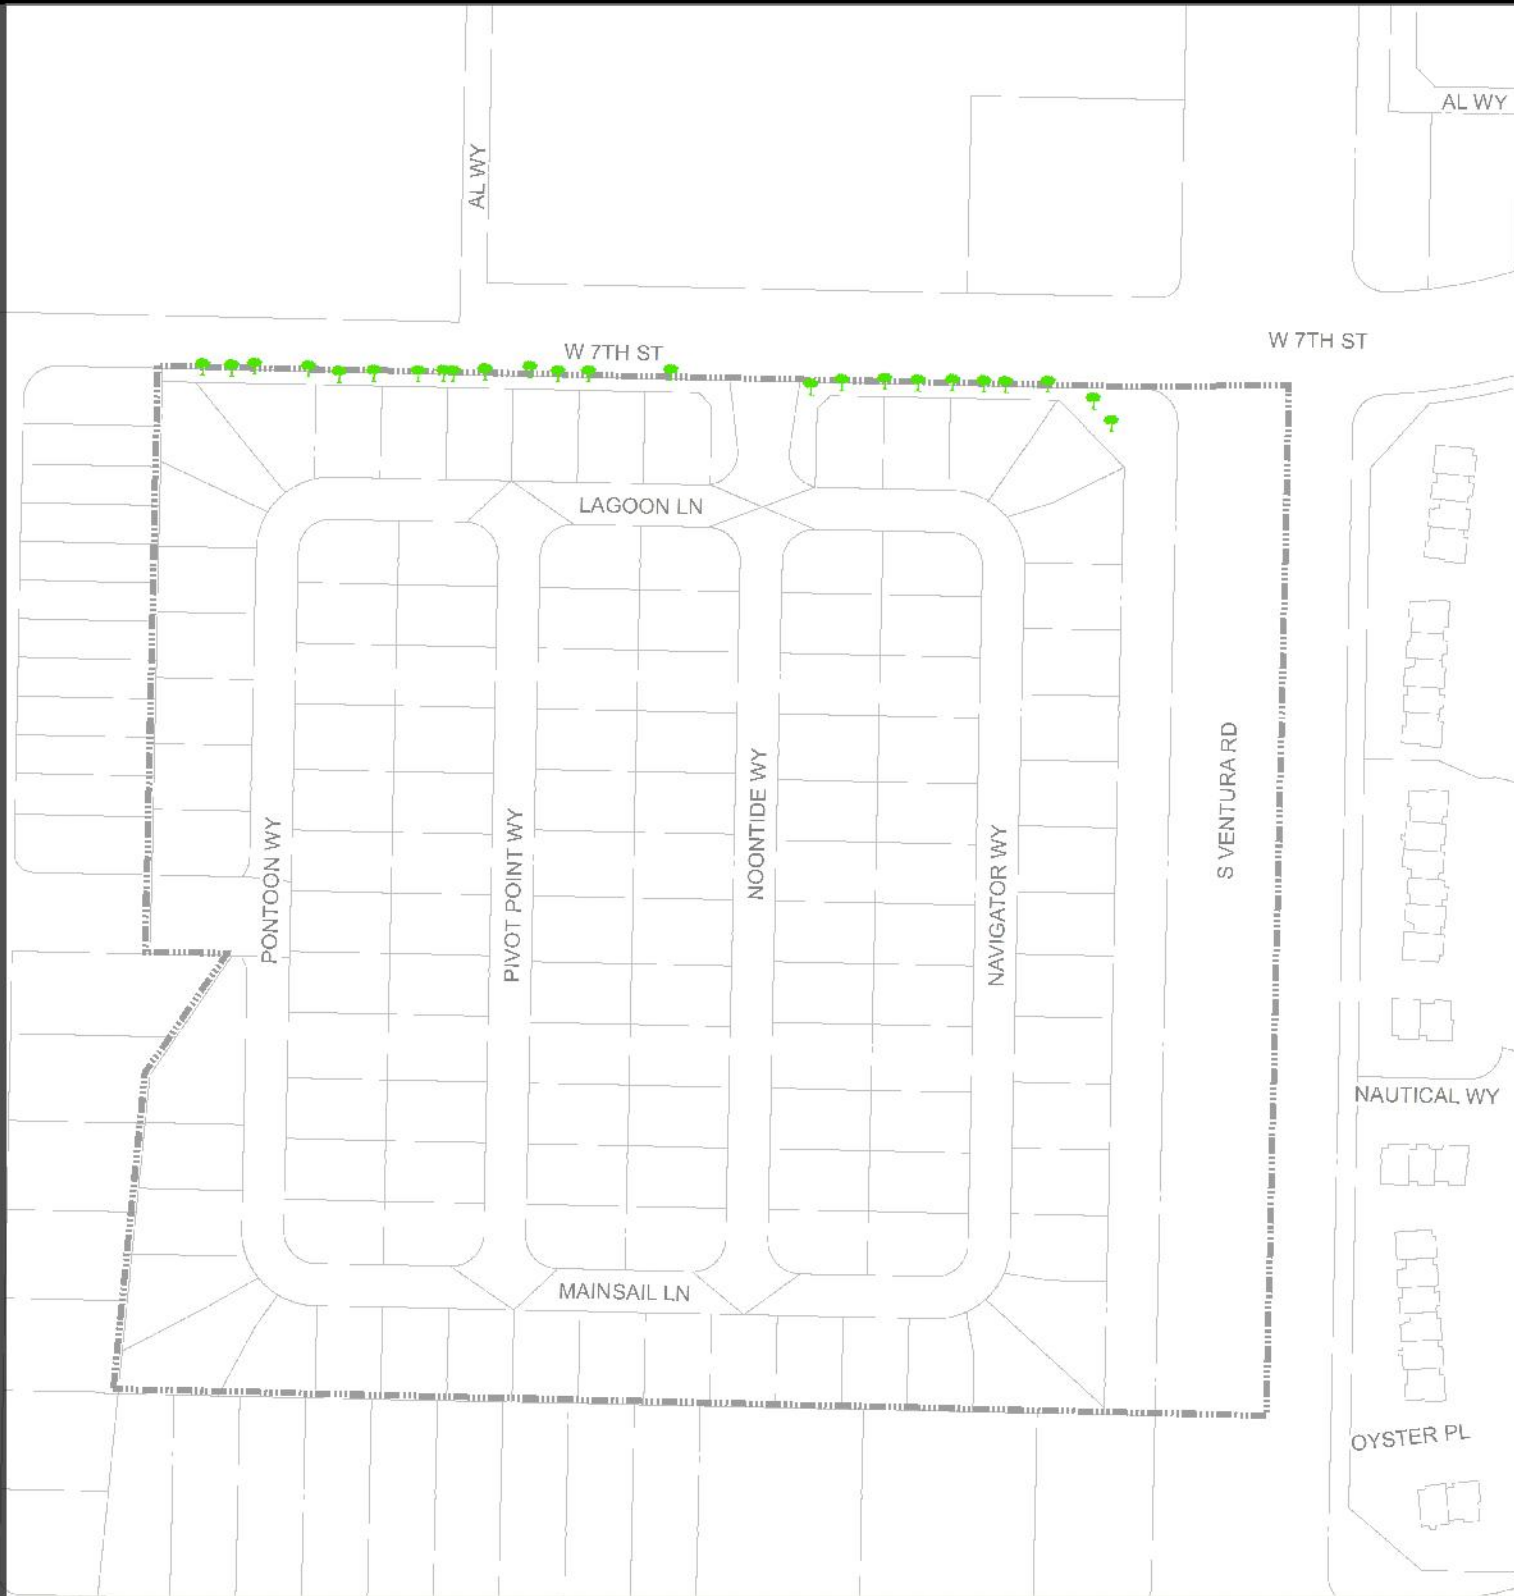 AL WY
AL WY
W 7TH ST
W 7TH ST
LAGOON LN
PONTOON WY
PIVOT POINT WY
NOONTIDE WY
NAVIGATOR WY
S VENTURA RD
NAUTICAL WY
MAINSAIL LN
OYSTER PL